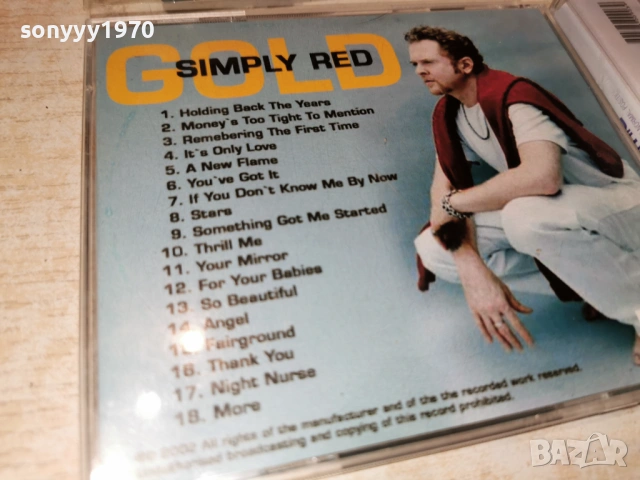 sonyyy1970
GOLD
SIMPLY RED
1. Holding Back The Years
2. Money`s Too Tight To Mention
3. Remebering The First Time
4. It`s Only Love
5. A New Flame
6. You`ve Got It
7. If You Don`t Know Me By Now
8. Stars
9. Something Got Me Started
10. Thrill Me
11. Your Mirror
12. For Your Babies
13. So Beautiful
14. Angel
15. Fairground
16. Thank You
17. Night Nurse
18. More
2002 All rights of the manufacturer and of the the recorded work reserved.
broadcasting and copying of this record prohibited.
BAZAR